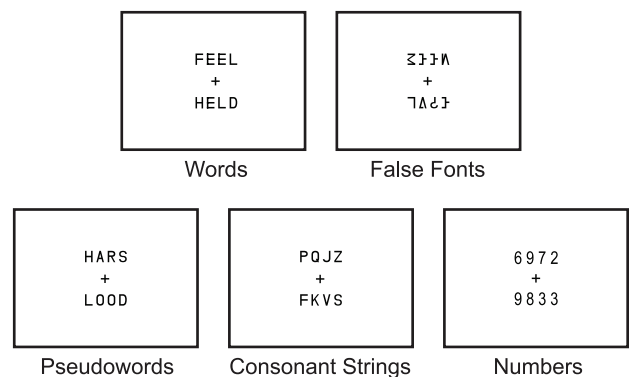 FEEL
+
HELD
Words
+
False Fonts
HARS
+
LOOD
Pseudowords
PQJZ
+
FKVS
Consonant Strings
6972
+
9833
Numbers